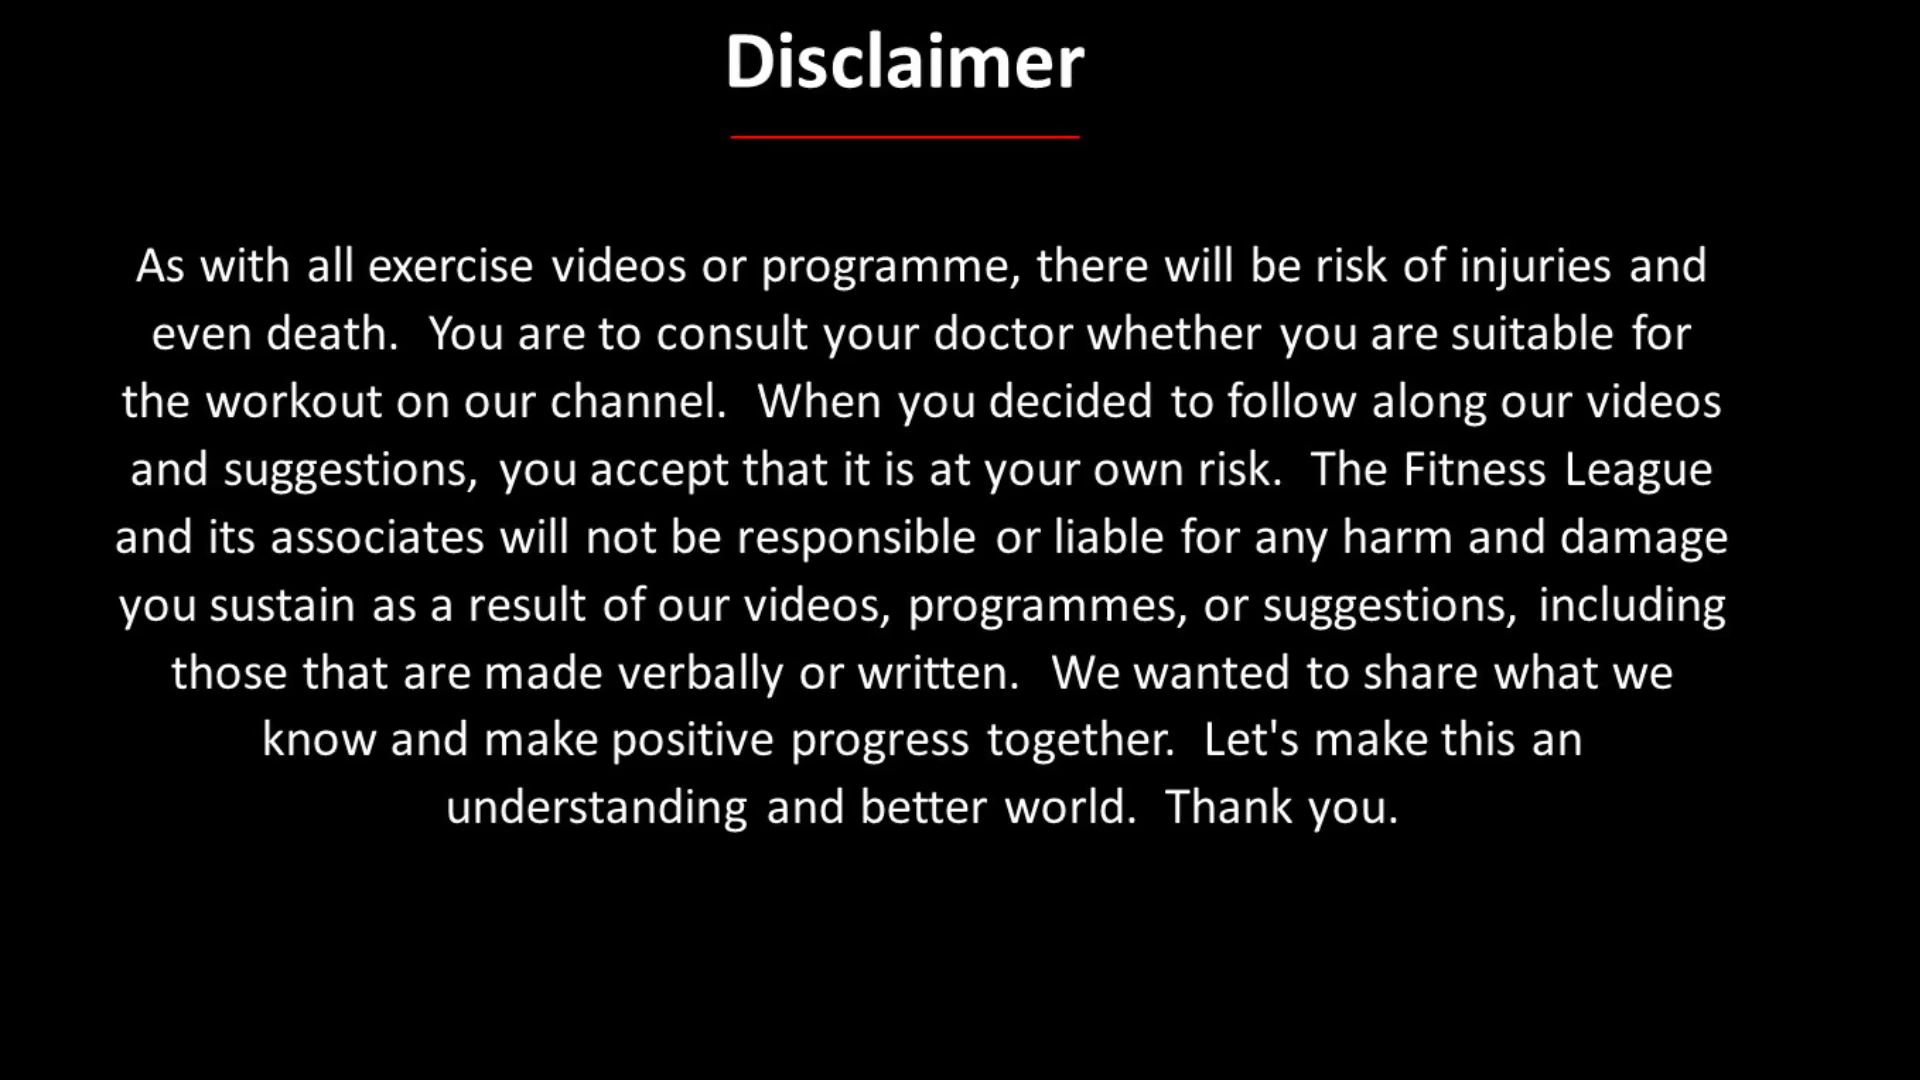 Disclaimer
As with all exercise videos or programme, there will be risk of injuries and
even death.  You are to consult your doctor whether you are suitable for
the workout on our channel.  When you decided to follow along our videos
and suggestions, you accept that it is at your own risk.  The Fitness League
and its associates will not be responsible or liable for any harm and damage
you sustain as a result of our videos, programmes, or suggestions, including
those that are made verbally or written.  We wanted to share what we
know and make positive progress together.  Let's make this an
understanding and better world.  Thank you.